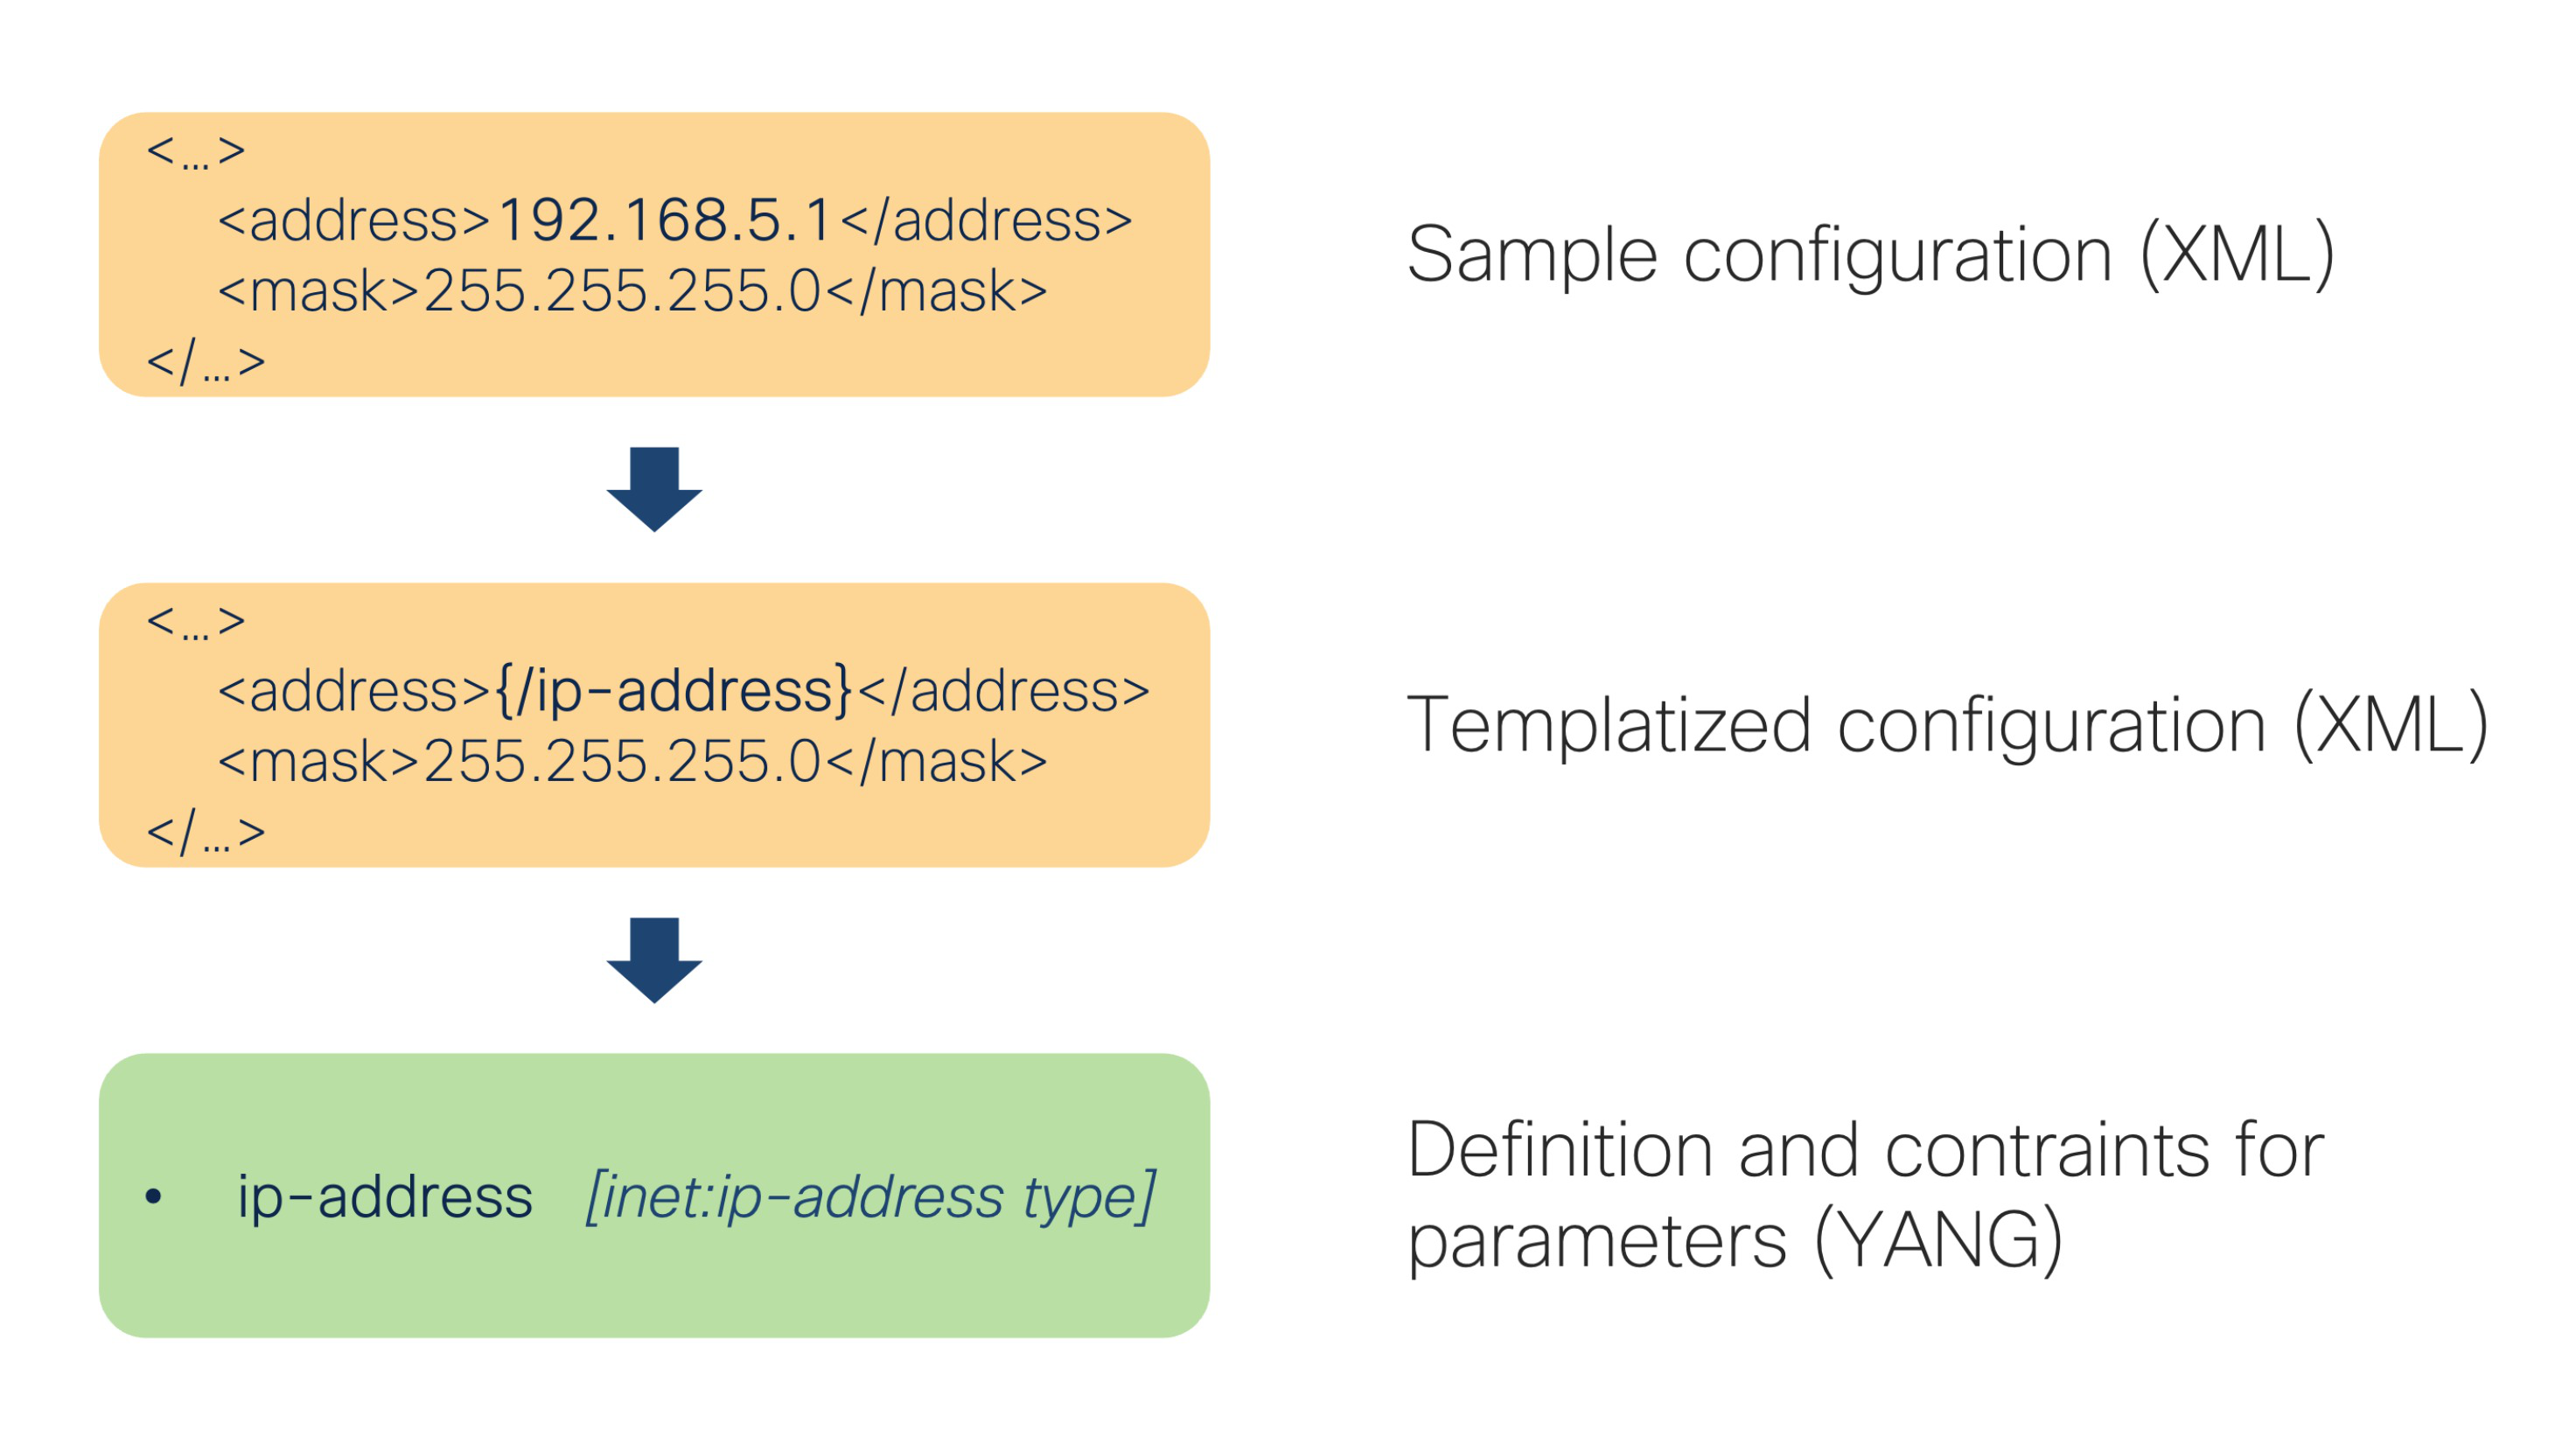 <...>
<address>192.168.5.1</address>
<mask>255.255.255.0</mask>
</...>
Sample configuration (XML)
<...>
<address>{/ip-address}</address>
<mask>255.255.255.0</mask>
</...>
Templatized configuration (XML)
• ip-address [inet:ip-address type]
Definition and contraints for
parameters (YANG)